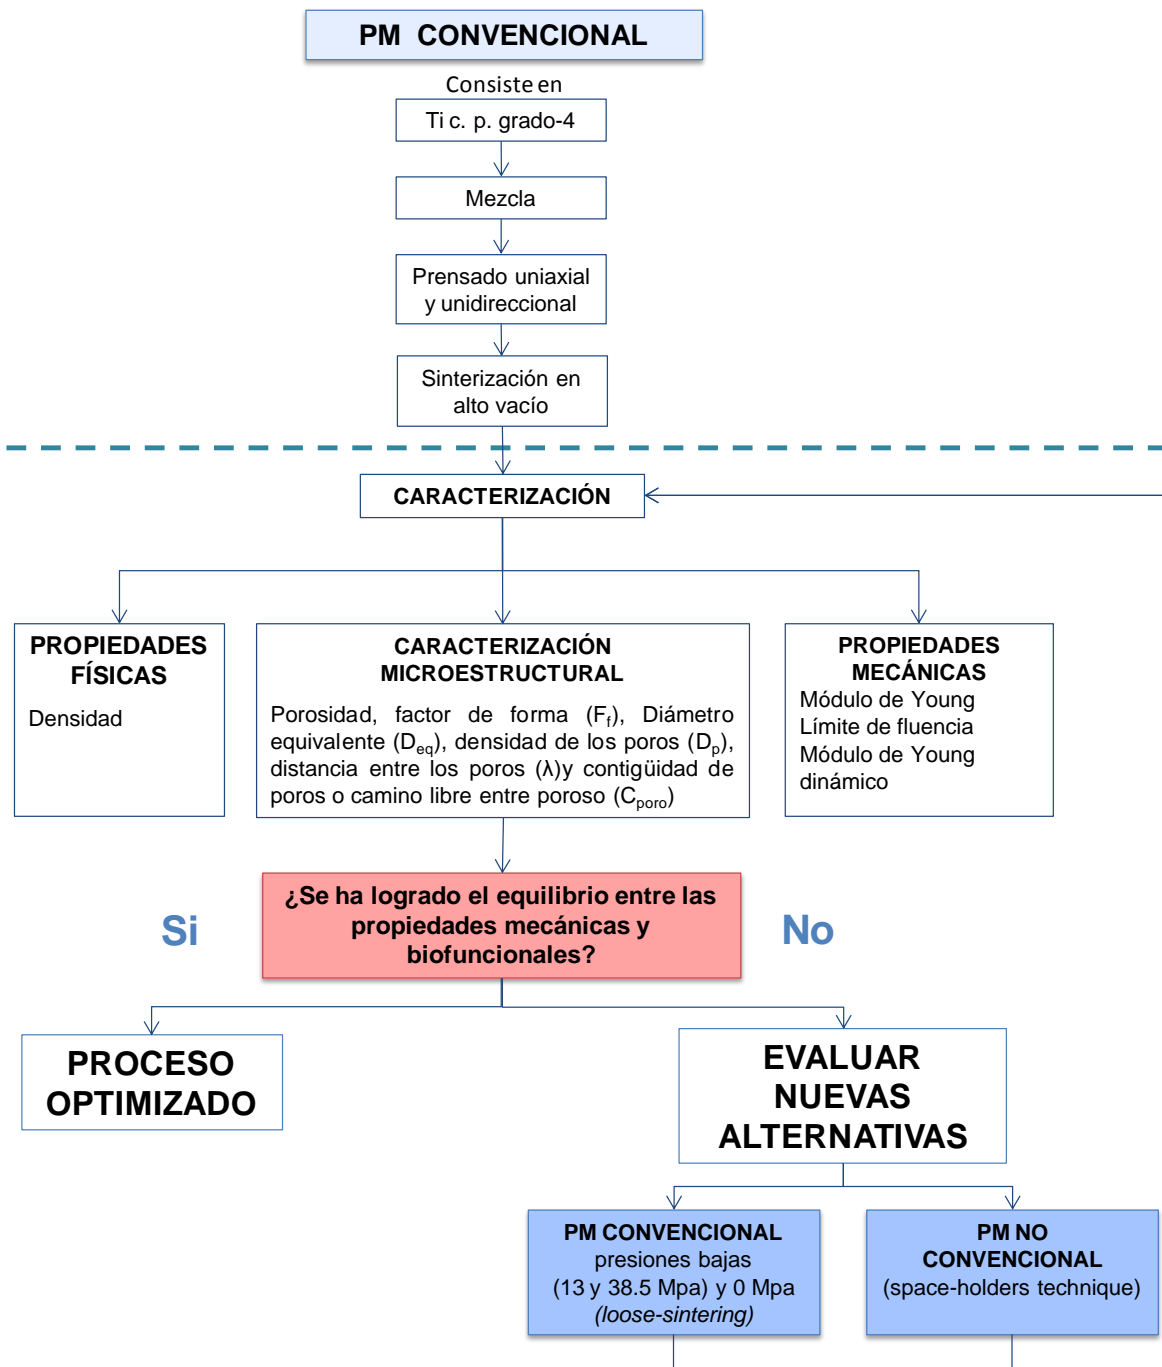 PM CONVENCIONAL
Consiste en
Ti c. p. grado-4
Mezcla
Prensado uniaxial
y unidireccional
Sinterización en
alto vacío
CARACTERIZACIÓN
PROPIEDADES
FÍSICAS
Densidad
CARACTERIZACIÓN
MICROESTRUCTURAL
Porosidad, factor de forma (Ff), Diámetro
equivalente (Deq), densidad de los poros (Dp),
distancia entre los poros (λ)y contigüidad de
poros o camino libre entre poroso (Cporo)
PROPIEDADES
MECÁNICAS
Módulo de Young
Límite de fluencia
Módulo de Young
dinámico
¿Se ha logrado el equilibrio entre las
propiedades mecánicas y
biofuncionales?
Si
No
PROCESO
OPTIMIZADO
EVALUAR
NUEVAS
ALTERNATIVAS
PM CONVENCIONAL
presiones bajas
(13 y 38.5 Mpa) y 0 Mpa
(loose-sintering)
PM NO
CONVENCIONAL
(space-holders technique)